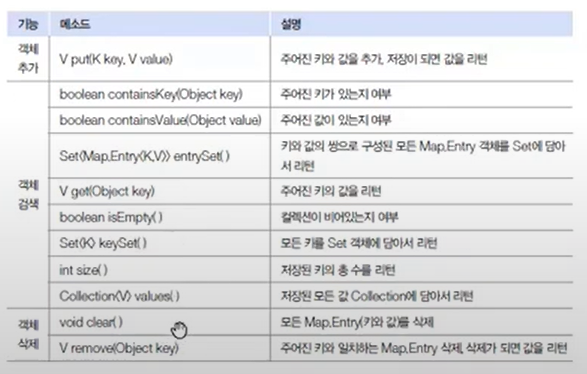 기능 메소드 설명
객체
추가
V put(K key, V value) 주어진 키와 값을 추가, 저장이 되면 값을 리턴
객체
검색
boolean containsKey(Object key) 주어진 키가 있는지 여부
boolean containsValue(Object value) 주어진 값이 있는지 여부
Set<Map.Entry<K,V>> entrySet( ) 키와 값의 쌍으로 구성된 모든 Map.Entry 객체를 Set에 담아
서 리턴
V get(Object key) 주어진 키의 값을 리턴
boolean isEmpty( ) 컬렉션이 비어있는지 여부
Set<K> keySet( ) 모든 키를 Set 객체에 담아서 리턴
int size( ) 저장된 키의 총 수를 리턴
Collection<V> values( ) 저장된 모든 값 Collection에 담아서 리턴
객체
삭제
void clear( ) 모든 Map.Entry(키와 값)를 삭제
V remove(Object key) 주어진 키와 일치하는 Map.Entry 삭제, 삭제가 되면 값을 리턴